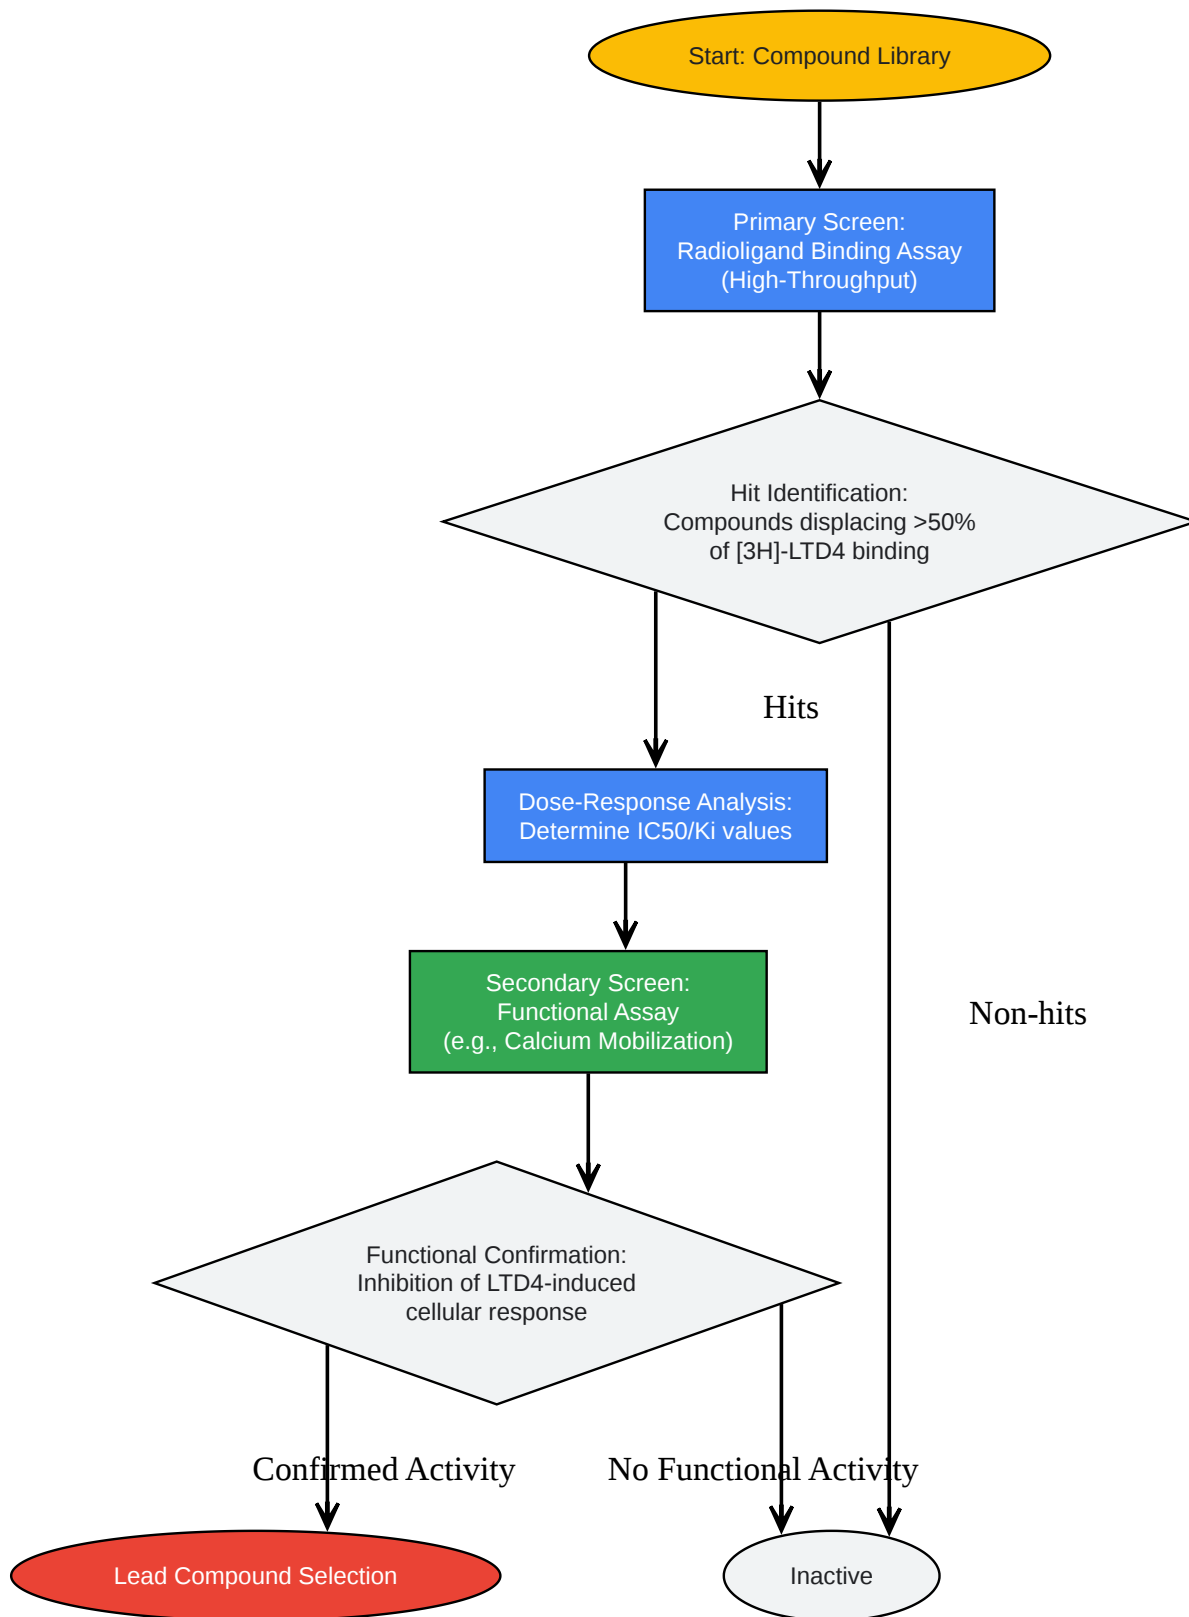 Start: Compound Library
Primary Screen:
Radioligand Binding Assay
(High-Throughput)
Hit Identification:
Compounds displacing >50%
of [3H]-LTD4 binding
Hits
Dose-Response Analysis:
Determine IC50/Ki values
Secondary Screen:
Functional Assay
(e.g., Calcium Mobilization)
Non-hits
Functional Confirmation:
Inhibition of LTD4-induced
cellular response
Confirmed Activity
No Functional Activity
Lead Compound Selection
Inactive